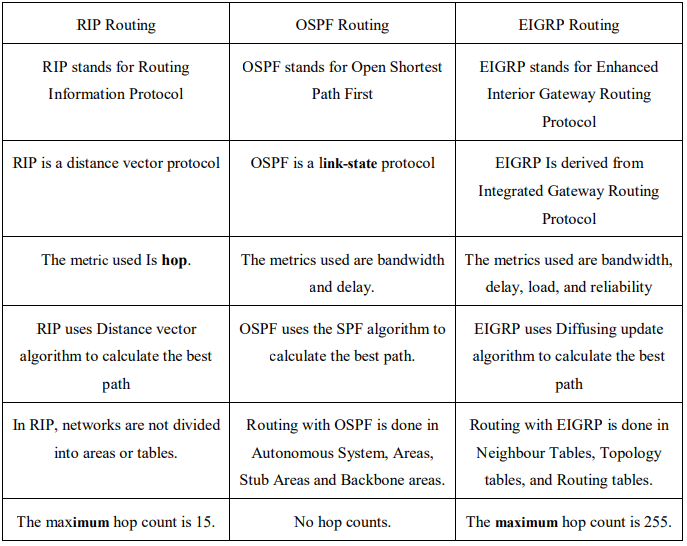 RIP Routing
OSPF Routing
EIGRP Routing
RIP stands for Routing
Information Protocol
OSPF stands for Open Shortest
Path First
EIGRP stands for Enhanced
Interior Gateway Routing
Protocol
RIP is a distance vector protocol
OSPF is a link-state protocol
EIGRP Is derived from
Integrated Gateway Routing
Protocol
The metric used Is hop.
The metrics used are bandwidth
and delay.
The metrics used are bandwidth,
delay, load, and reliability
RIP uses Distance vector
algorithm to calculate the best
path
OSPF uses the SPF algorithm to
calculate the best path.
EIGRP uses Diffusing update
algorithm to calculate the best
path
In RIP, networks are not divided
into areas or tables.
Routing with OSPF is done in
Autonomous System, Areas,
Stub Areas and Backbone areas.
Routing with EIGRP is done in
Neighbour Tables, Topology
tables, and Routing tables.
The maximum hop count is 15.
No hop counts.
The maximum hop count is 255.